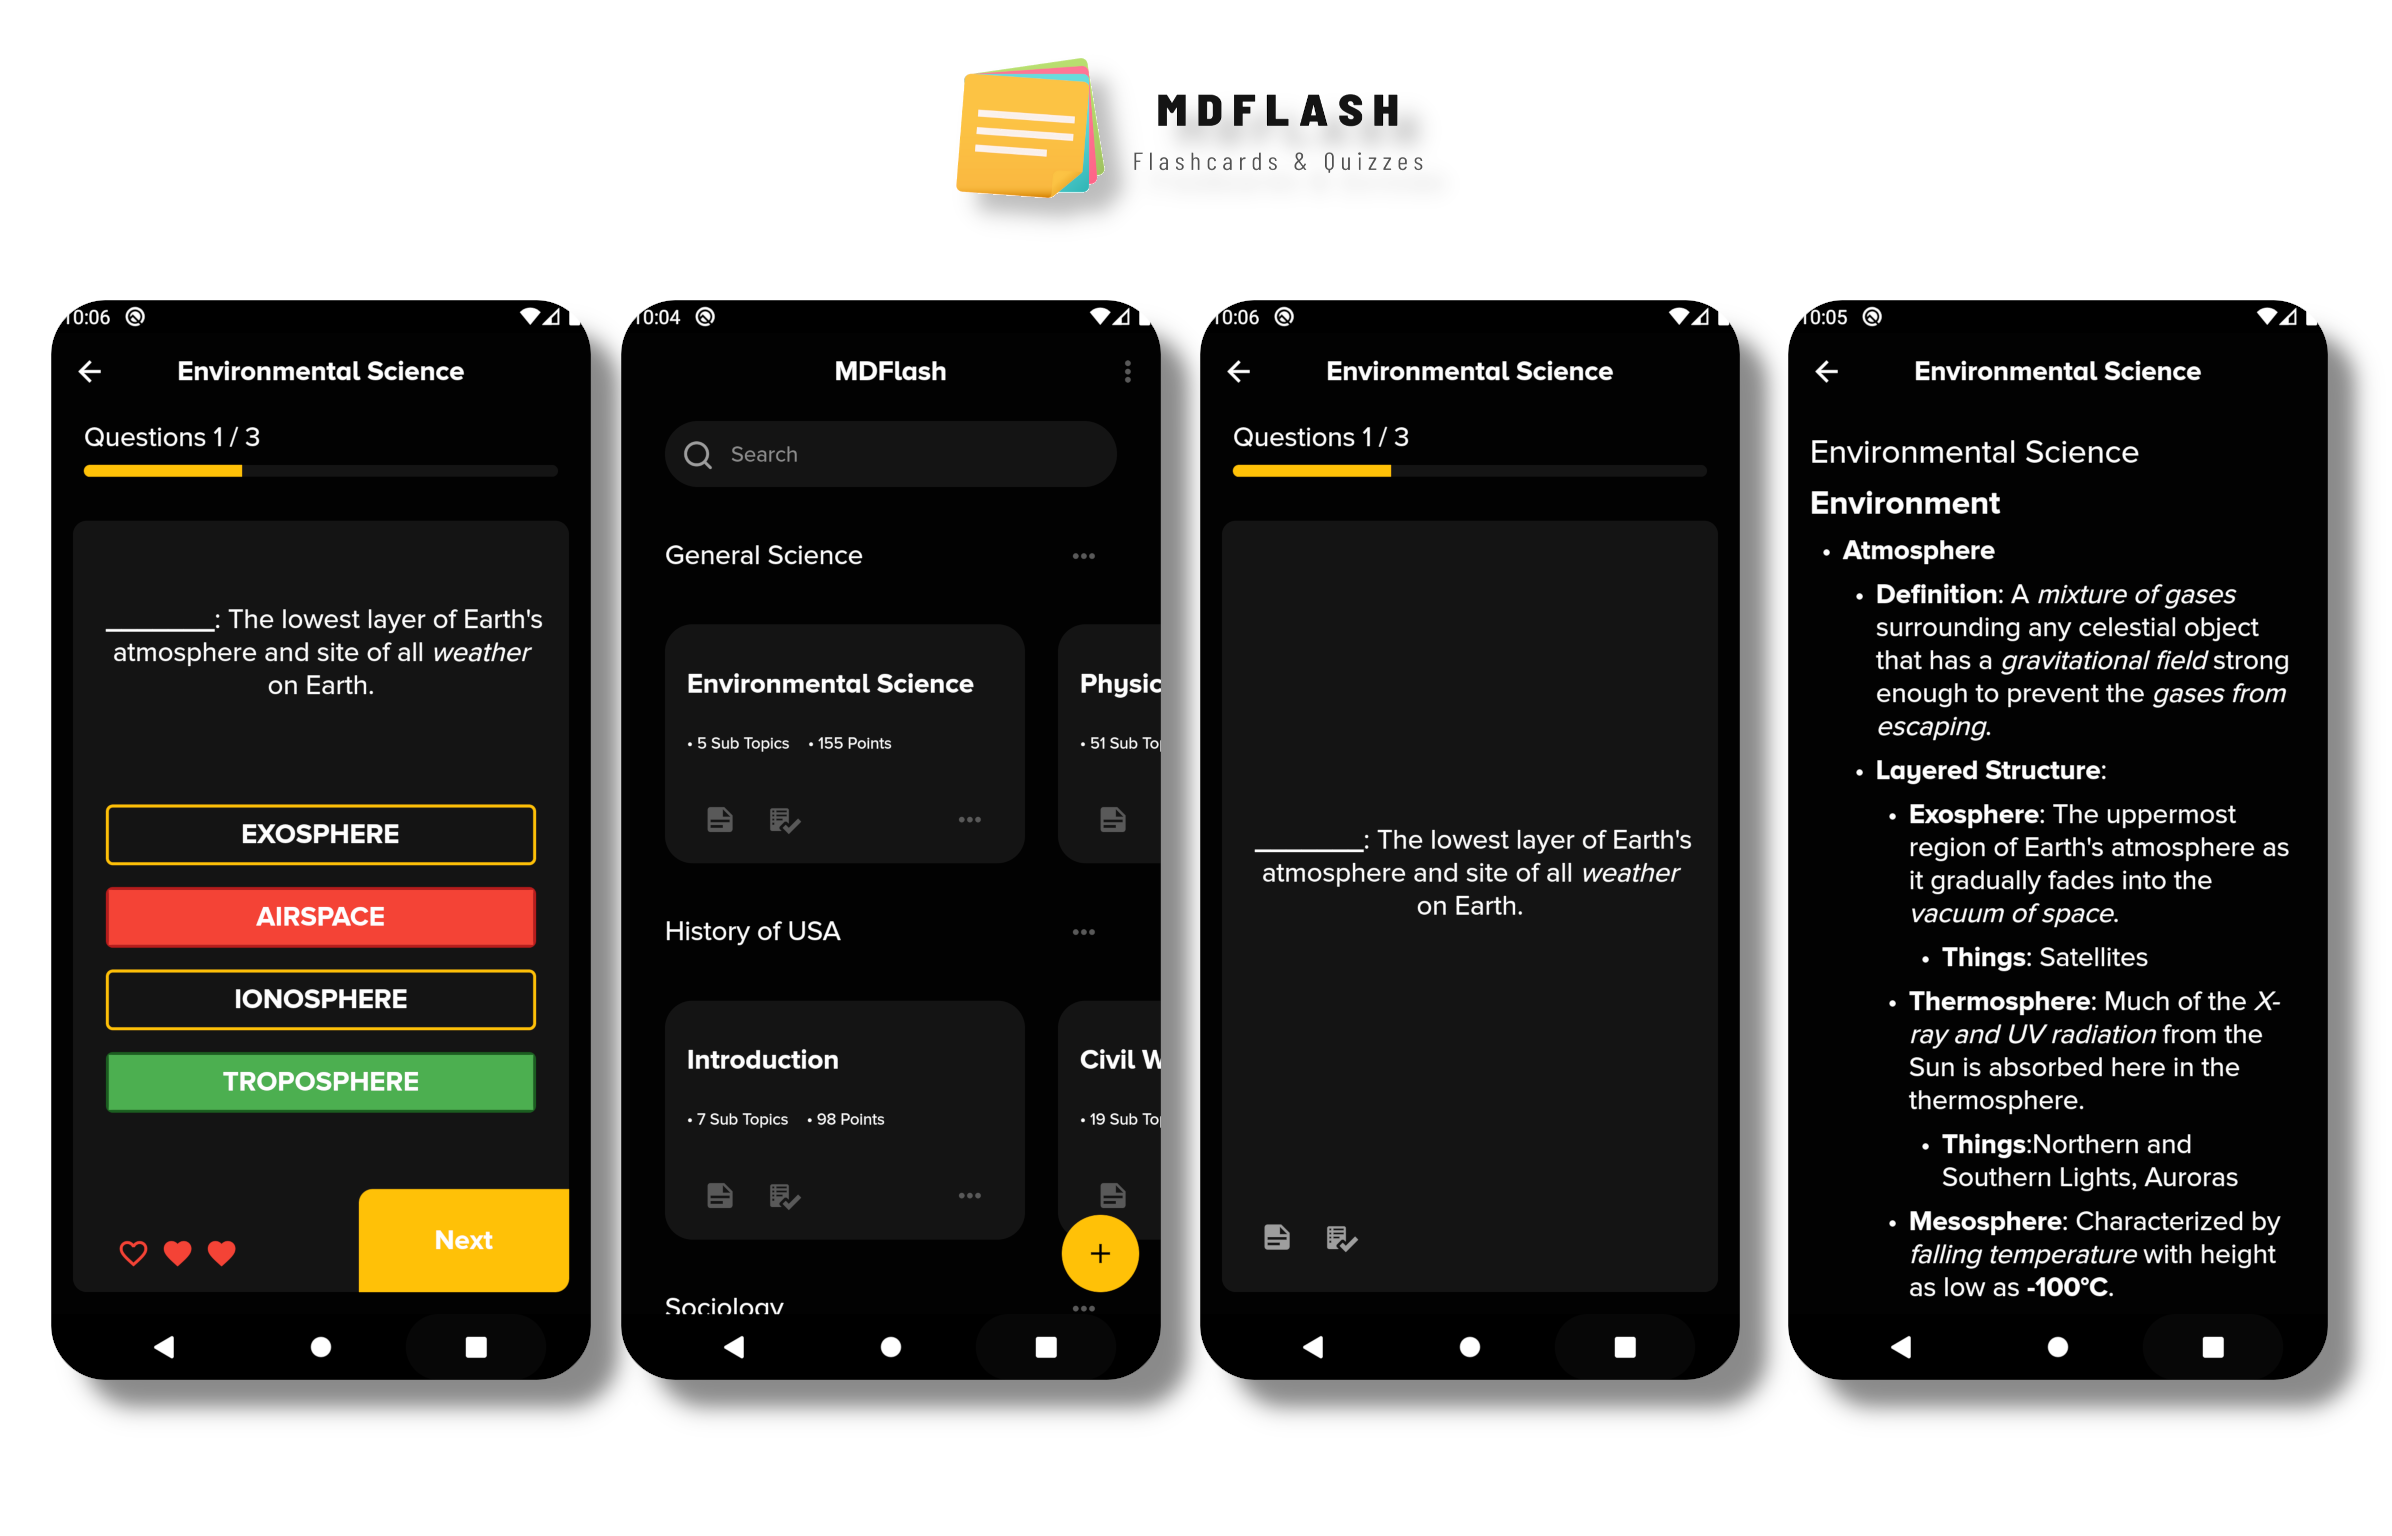 MDFLASH
Flashcards & Quizzes
10:06
Environmental Science
Questions 1 / 3
________: The lowest layer of Earth's
atmosphere and site of all weather
on Earth.
EXOSPHERE
AIRSPACE
IONOSPHERE
TROPOSPHERE
Next
10:04
MDFlash
Search
General Science
Environmental Science
Physic
• 5 Sub Topics • 155 Points
• 51 Sub To
History of USA
Introduction
Civil W
• 7 Sub Topics • 98 Points
• 19 Sub To
+
Sociology
10:06
Environmental Science
Questions 1 / 3
________: The lowest layer of Earth's
atmosphere and site of all weather
on Earth.
10:05
Environmental Science
Environmental Science
Environment
• Atmosphere
• Definition: A mixture of gases
surrounding any celestial object
that has a gravitational field strong
enough to prevent the gases from
escaping.
• Layered Structure:
• Exosphere: The uppermost
region of Earth's atmosphere as
it gradually fades into the
vacuum of space.
• Things: Satellites
• Thermosphere: Much of the X-
ray and UV radiation from the
Sun is absorbed here in the
thermosphere.
• Things:Northern and
Southern Lights, Auroras
• Mesosphere: Characterized by
falling temperature with height
as low as -100°C.